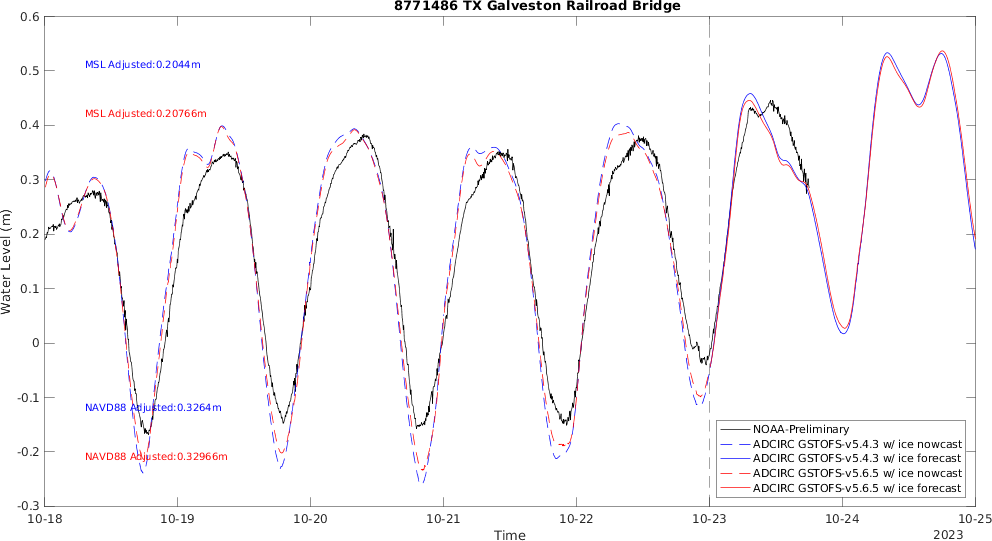 8771486 TX Galveston Railroad Bridge
0.6
0.5
0.4
0.3
0.2
0.1
0
-0.1
-0.2
-0.3
Water Level (m)
MSL Adjusted:0.2044m
MSL Adjusted:0.20766m
NAVD88 Adjusted:0.3264m
NAVD88 Adjusted:0.32966m
NOAA-Preliminary
ADCIRC GSTOFS-v5.4.3 w/ ice nowcast
ADCIRC GSTOFS-v5.4.3 w/ ice forecast
ADCIRC GSTOFS-v5.6.5 w/ ice nowcast
ADCIRC GSTOFS-v5.6.5 w/ ice forecast
10-18 10-19 10-20 10-21 10-22 10-23 10-24 10-25
Time
2023